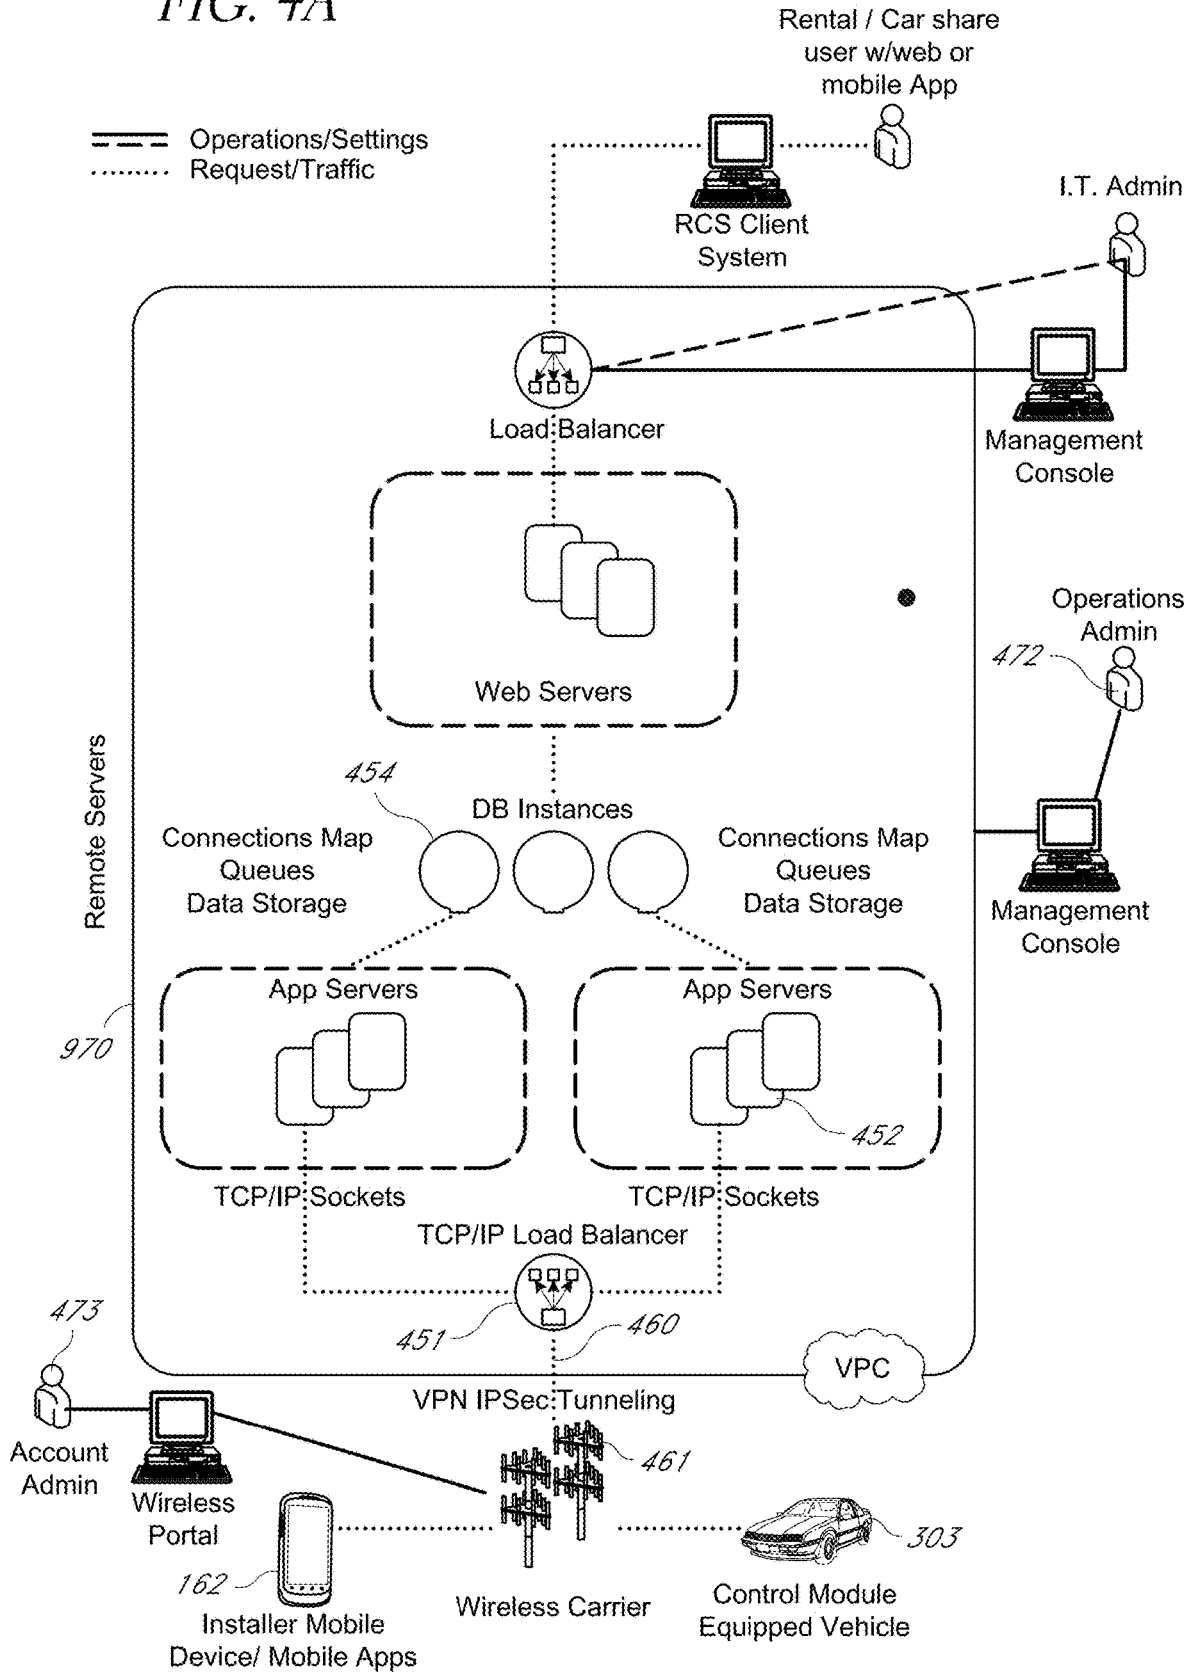 FIG. 4A
Rental / Car share
user w/web or
mobile App
Operations/Settings
Request/Traffic
I.T. Admin
RCS Client
System
Load Balancer
Management
Console
Operations
Admin
472
Web Servers
Remote Servers
454
DB Instances
Connections Map
Queues
Data Storage
Connections Map
Queues
Data Storage
Management
Console
App Servers
App Servers
970
452
TCP/IP Sockets
TCP/IP Sockets
TCP/IP Load Balancer
473
451
460
VPC
VPN IPSec Tunneling
Account
Admin
461
Wireless
Portal
303
162
Wireless Carrier
Control Module
Equipped Vehicle
Installer Mobile
Device/ Mobile Apps